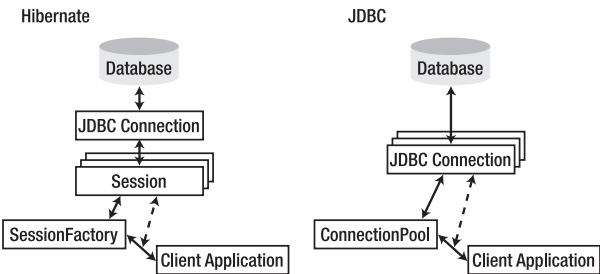 Hibernate
Database
JDBC Connection
Session
SessionFactory
Client Application
JDBC
Database
JDBC Connection
ConnectionPool
Client Application